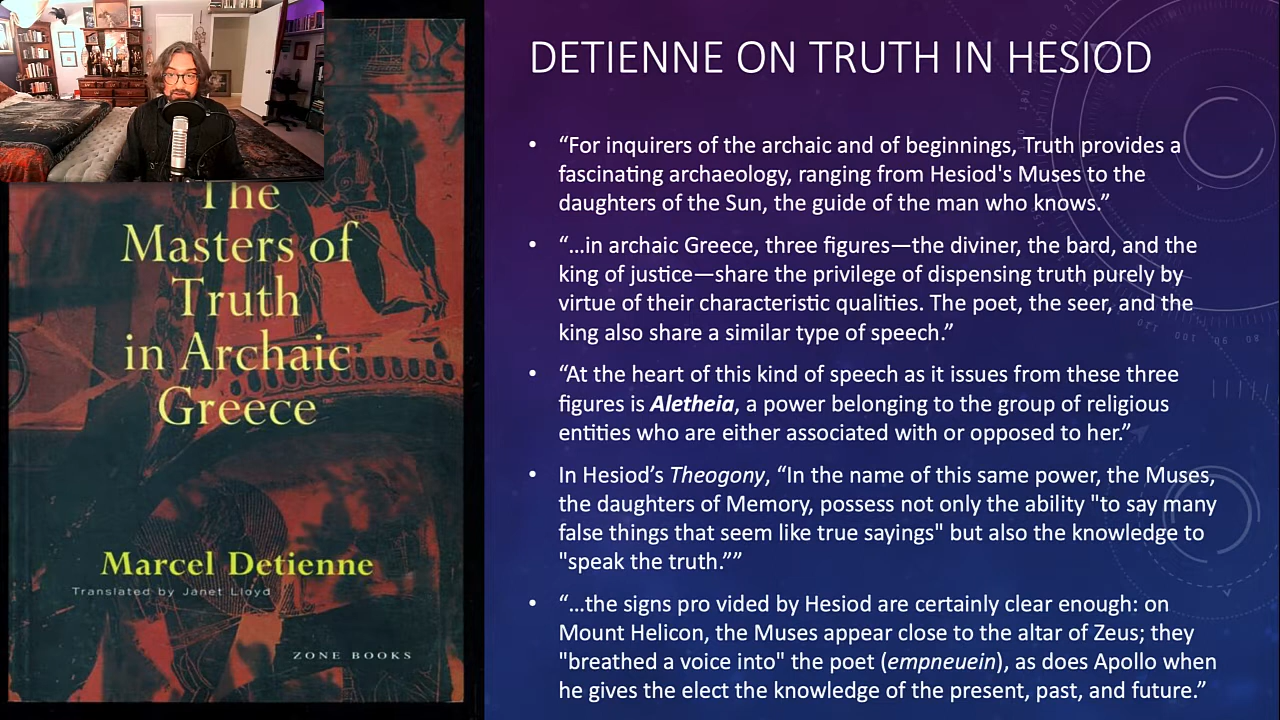 The
Masters of
Truth
in Archaic
Greece
Marcel Detienne
Translated by Janet Lloyd
ZONE BOOKS
DETIENNE ON TRUTH IN HESIOD
• “For inquirers of the archaic and of beginnings, Truth provides a
fascinating archaeology, ranging from Hesiod's Muses to the
daughters of the Sun, the guide of the man who knows.”
• “…in archaic Greece, three figures—the diviner, the bard, and the
king of justice—share the privilege of dispensing truth purely by
virtue of their characteristic qualities. The poet, the seer, and the
king also share a similar type of speech.”
• “At the heart of this kind of speech as it issues from these three
figures is Aletheia, a power belonging to the group of religious
entities who are either associated with or opposed to her.”
• In Hesiod’s Theogony, “In the name of this same power, the Muses,
the daughters of Memory, possess not only the ability "to say many
false things that seem like true sayings" but also the knowledge to
"speak the truth.””
• “…the signs pro vided by Hesiod are certainly clear enough: on
Mount Helicon, the Muses appear close to the altar of Zeus; they
"breathed a voice into" the poet (empneuein), as does Apollo when
he gives the elect the knowledge of the present, past, and future.”